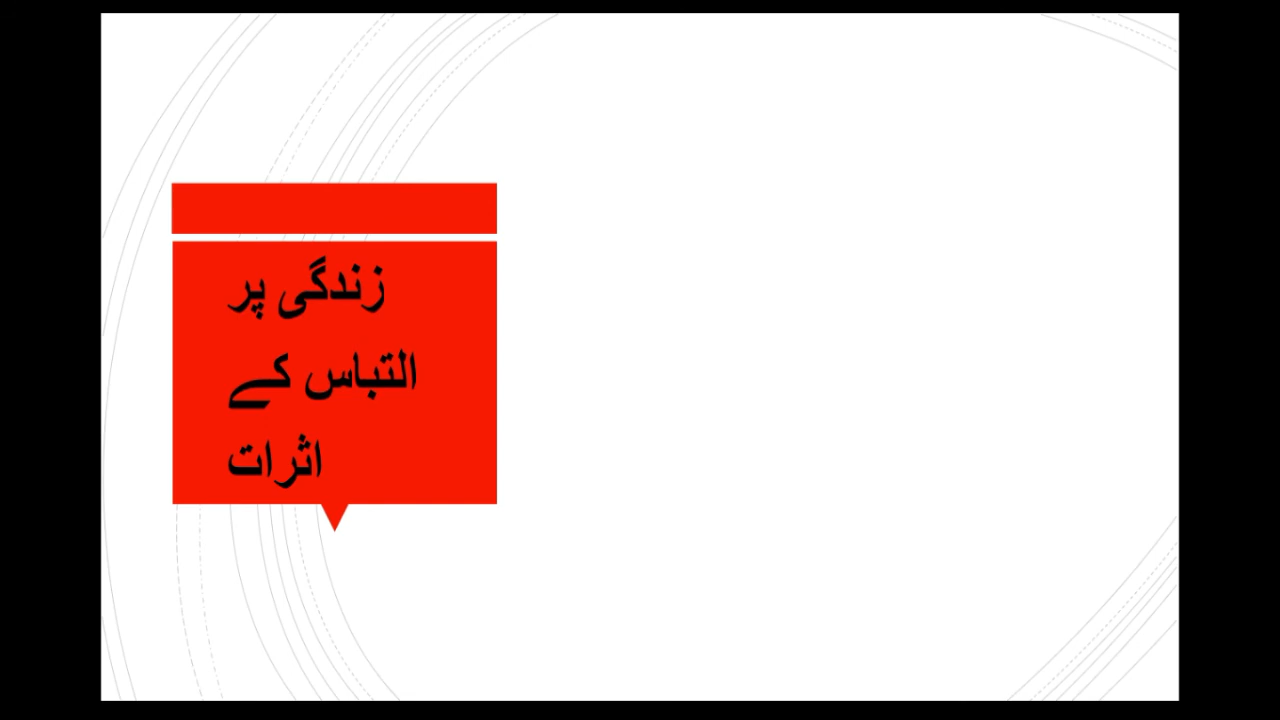 زندگی پر
التباس کے
اثرات